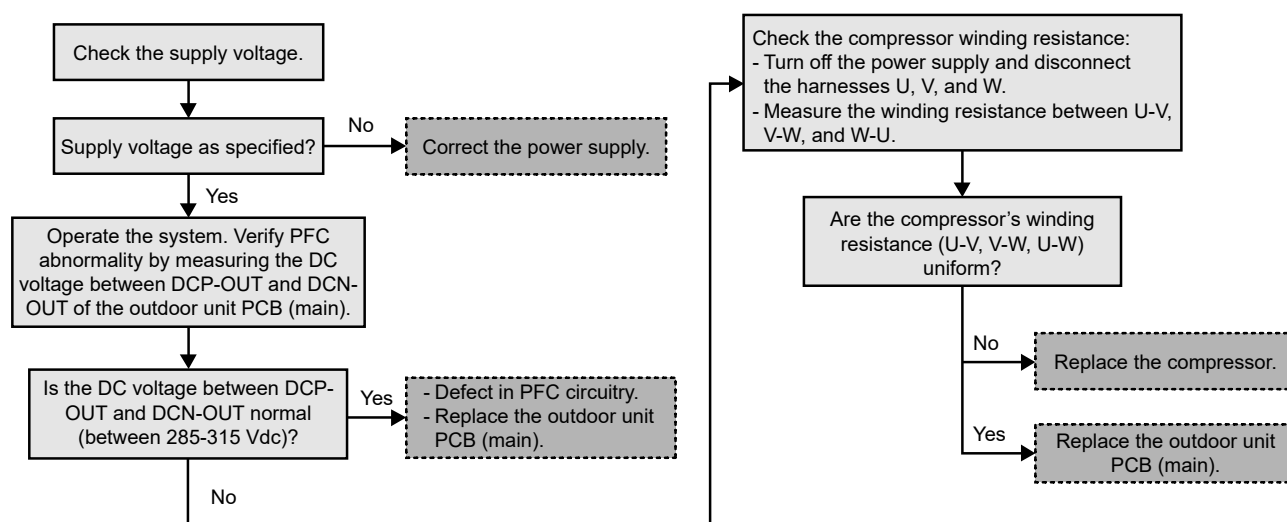 Check the supply voltage.
Supply voltage as specified?
No
Correct the power supply.
Yes
Operate the system. Verify PFC
abnormality by measuring the DC
voltage between DCP-OUT and DCN-
OUT of the outdoor unit PCB (main).
Is the DC voltage between DCP-
OUT and DCN-OUT normal
(between 285-315 Vdc)?
Yes
- Defect in PFC circuitry.
- Replace the outdoor unit
PCB (main).
No
Check the compressor winding resistance:
- Turn off the power supply and disconnect
the harnesses U, V, and W.
- Measure the winding resistance between U-V,
V-W, and W-U.
Are the compressor’s winding
resistance (U-V, V-W, U-W)
uniform?
No
Replace the compressor.
Yes
Replace the outdoor unit
PCB (main).